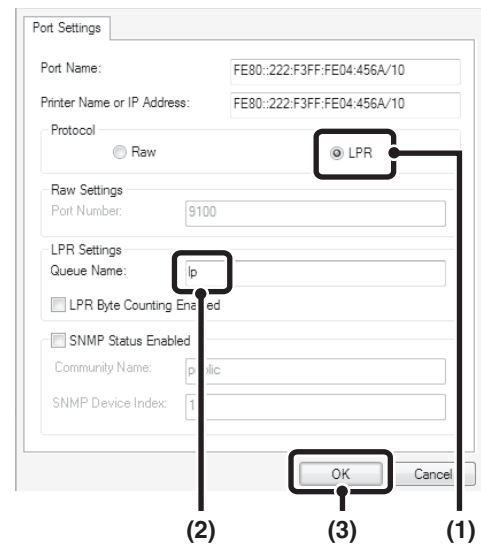 Port Settings
Port Name: FE80::222:F3FF:FE04:456A/10
Printer Name or IP Address: FE80::222:F3FF:FE04:456A/10
Protocol
Raw LPR
Raw Settings
Port Number: 9100
LPR Settings
Queue Name: lp
LPR Byte Counting Enabled
SNMP Status Enabled
Community Name: public
SNMP Device Index: 1
OK Cancel
(2) (3) (1)